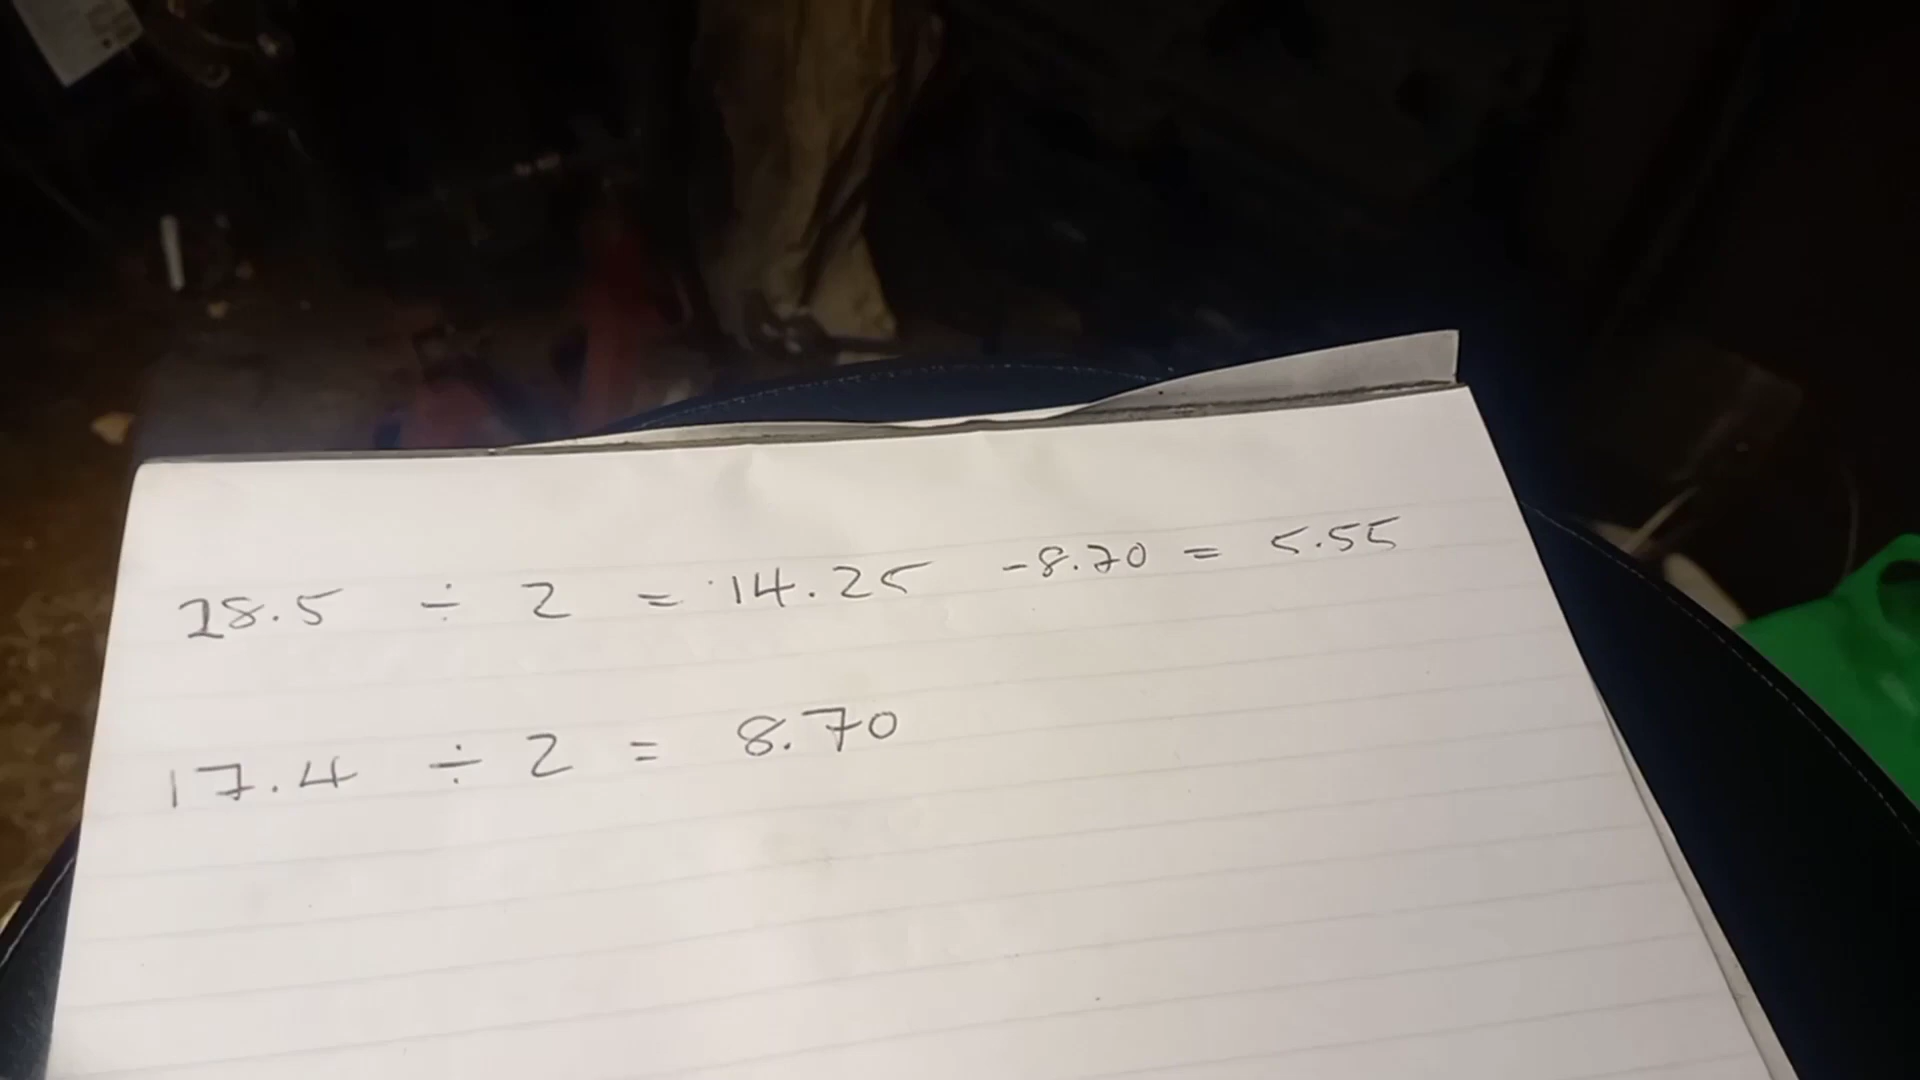 28.5 ÷ 2 = 14.25 -8.70 = 5.55
17.4 ÷ 2 = 8.70